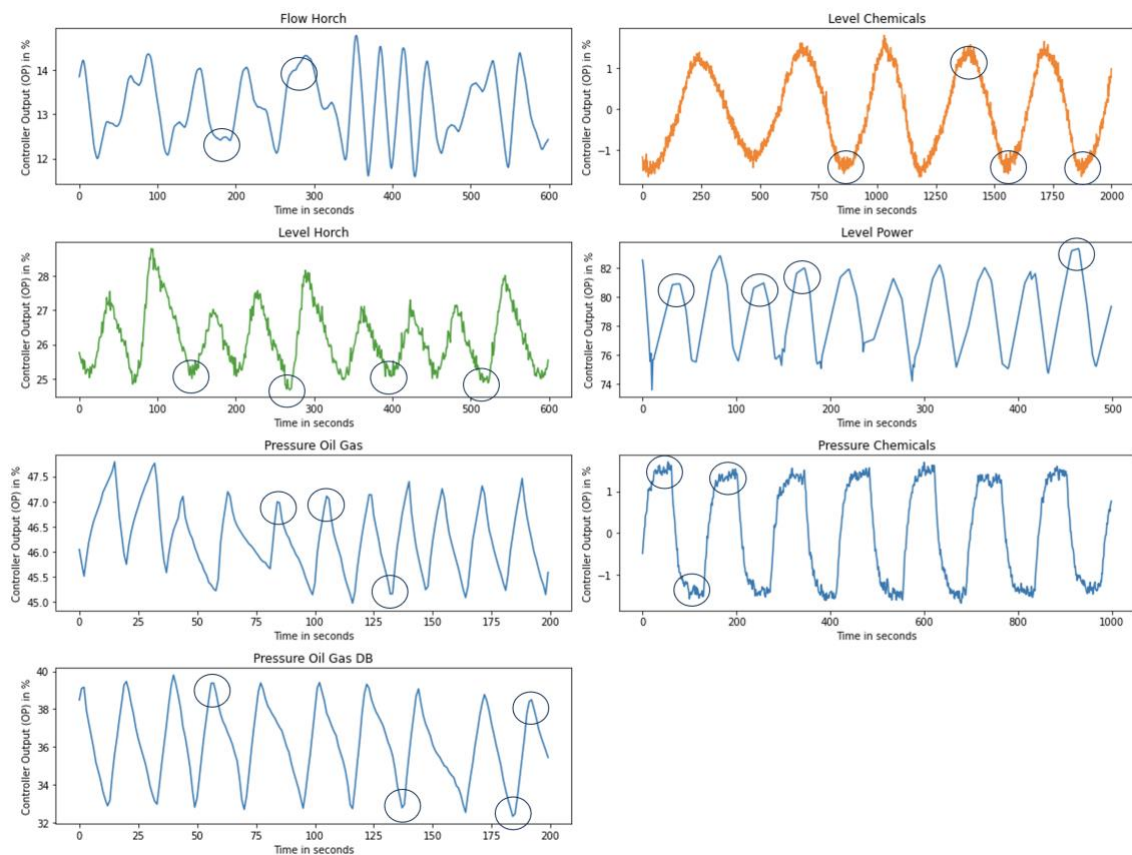 Flow Horch
Controller Output (OP) in %
14
13
12
0 100 200 300 400 500 600
Time in seconds
Level Chemicals
Controller Output (OP) in %
1
0
−1
0 250 500 750 1000 1250 1500 1750 2000
Time in seconds
Level Horch
Controller Output (OP) in %
28
27
26
25
0 100 200 300 400 500 600
Time in seconds
Level Power
Controller Output (OP) in %
82
80
78
76
74
0 100 200 300 400 500
Time in seconds
Pressure Oil Gas
Controller Output (OP) in %
47.5
47.0
46.5
46.0
45.5
45.0
0 25 50 75 100 125 150 175 200
Time in seconds
Pressure Chemicals
Controller Output (OP) in %
1
0
−1
0 200 400 600 800 1000
Time in seconds
Pressure Oil Gas DB
Controller Output (OP) in %
40
38
36
34
32
0 25 50 75 100 125 150 175 200
Time in seconds